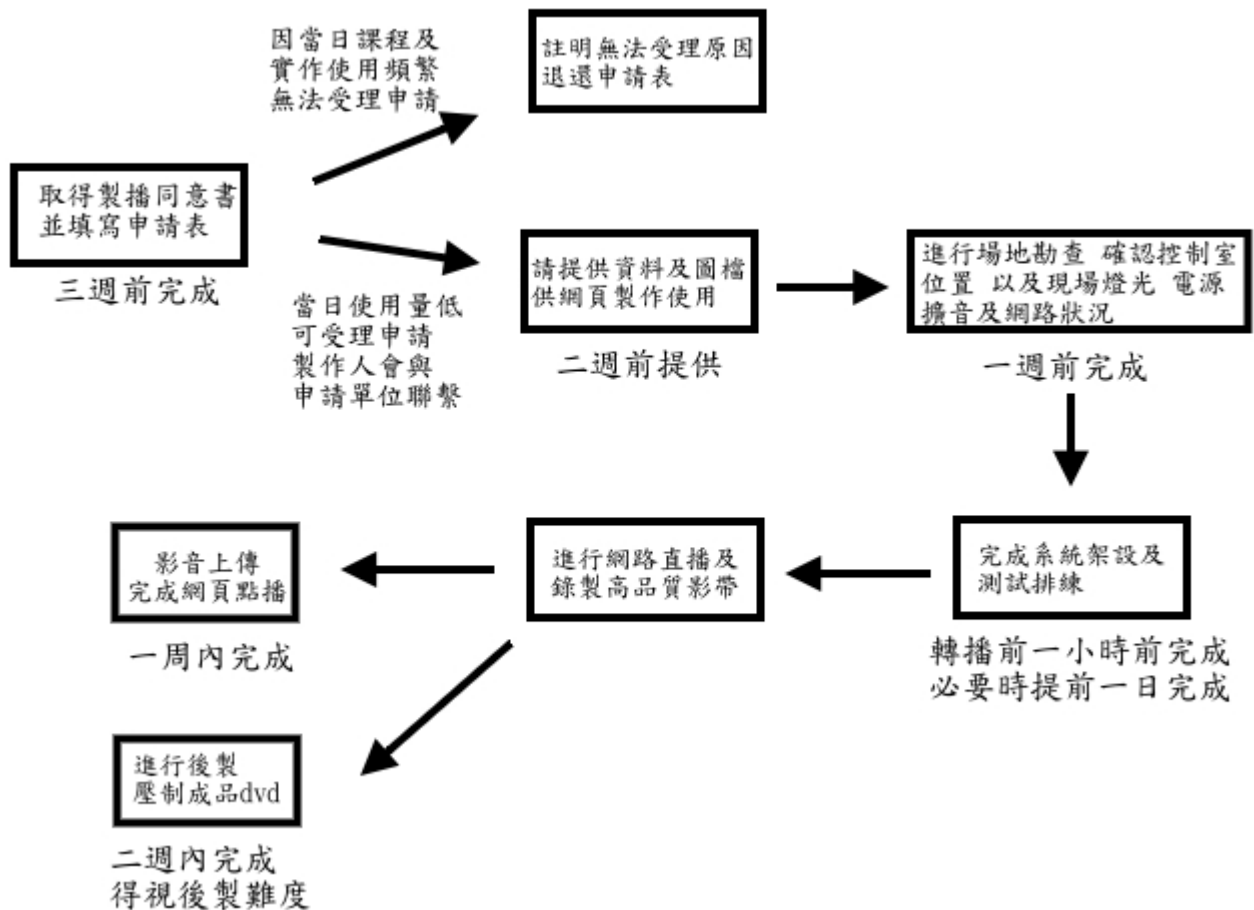 因當日課程及
實作使用頻繁
無法受理申請
註明無法受理原因
退還申請表
取得製播同意書
並填寫申請表
三週前完成
當日使用量低
可受理申請
製作人會與
申請單位聯繫
請提供資料及圖檔
供網頁製作使用
二週前提供
進行場地勘查 確認控制室
位置 以及現場燈光 電源
擴音及網路狀況
一週前完成
完成系統架設及
測試排練
轉播前一小時前完成
必要時提前一日完成
進行網路直播及
錄製高品質影帶
影音上傳
完成網頁點播
一周內完成
進行後製
壓制成品dvd
二週內完成
得視後製難度